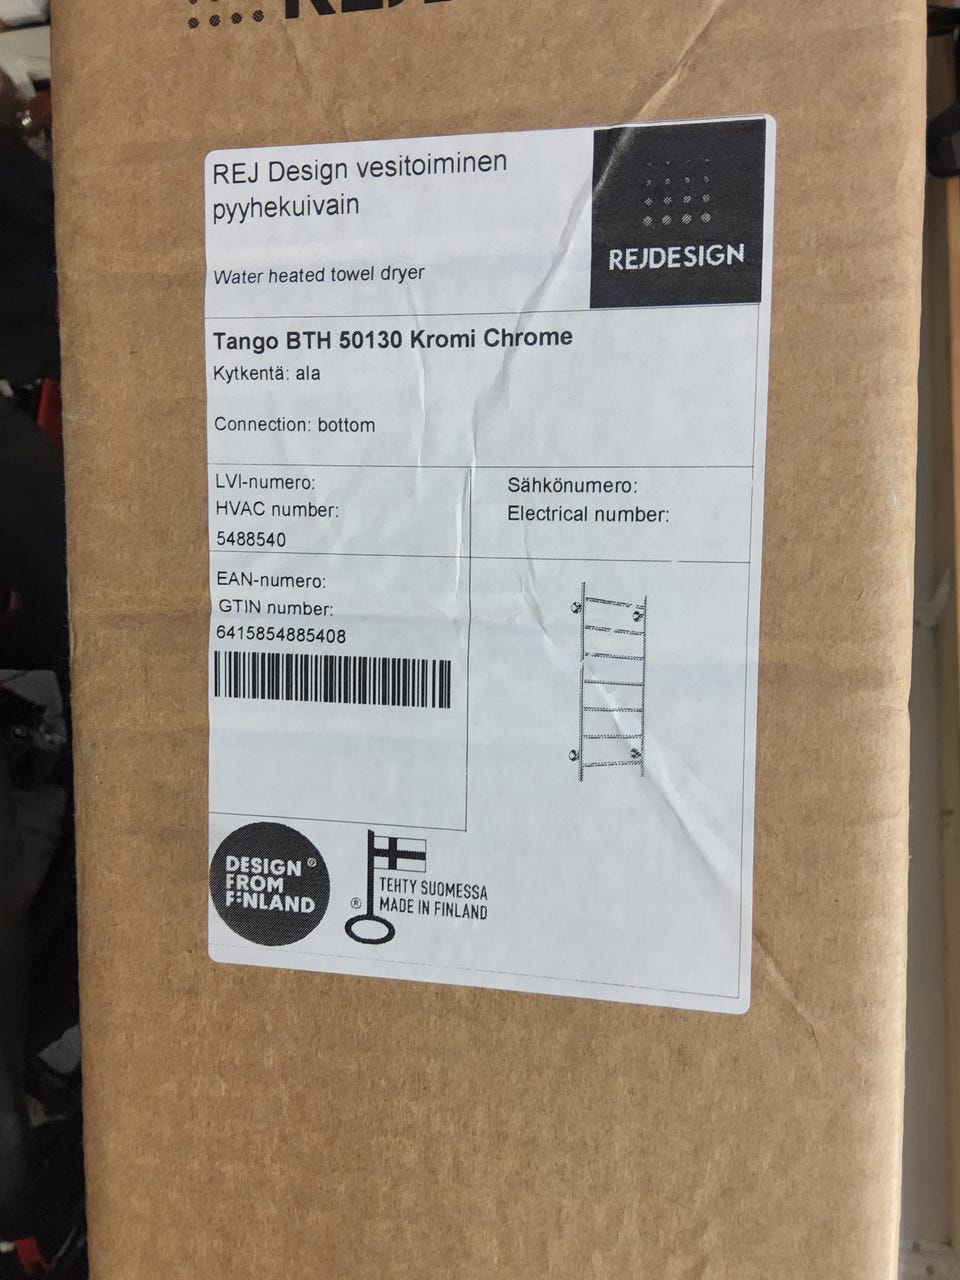 REJ Design vesitoiminen
pyyhekuivain
Water heated towel dryer
REJDESIGN
Tango BTH 50130 Kromi Chrome
Kytkentä: ala
Connection: bottom
LVI-numero:
HVAC number:
5488540
Sähkönumero:
Electrical number:
EAN-numero:
GTIN number:
6415854885408
DESIGN ®
FROM
FINLAND
® TEHTY SUOMESSA
MADE IN FINLAND